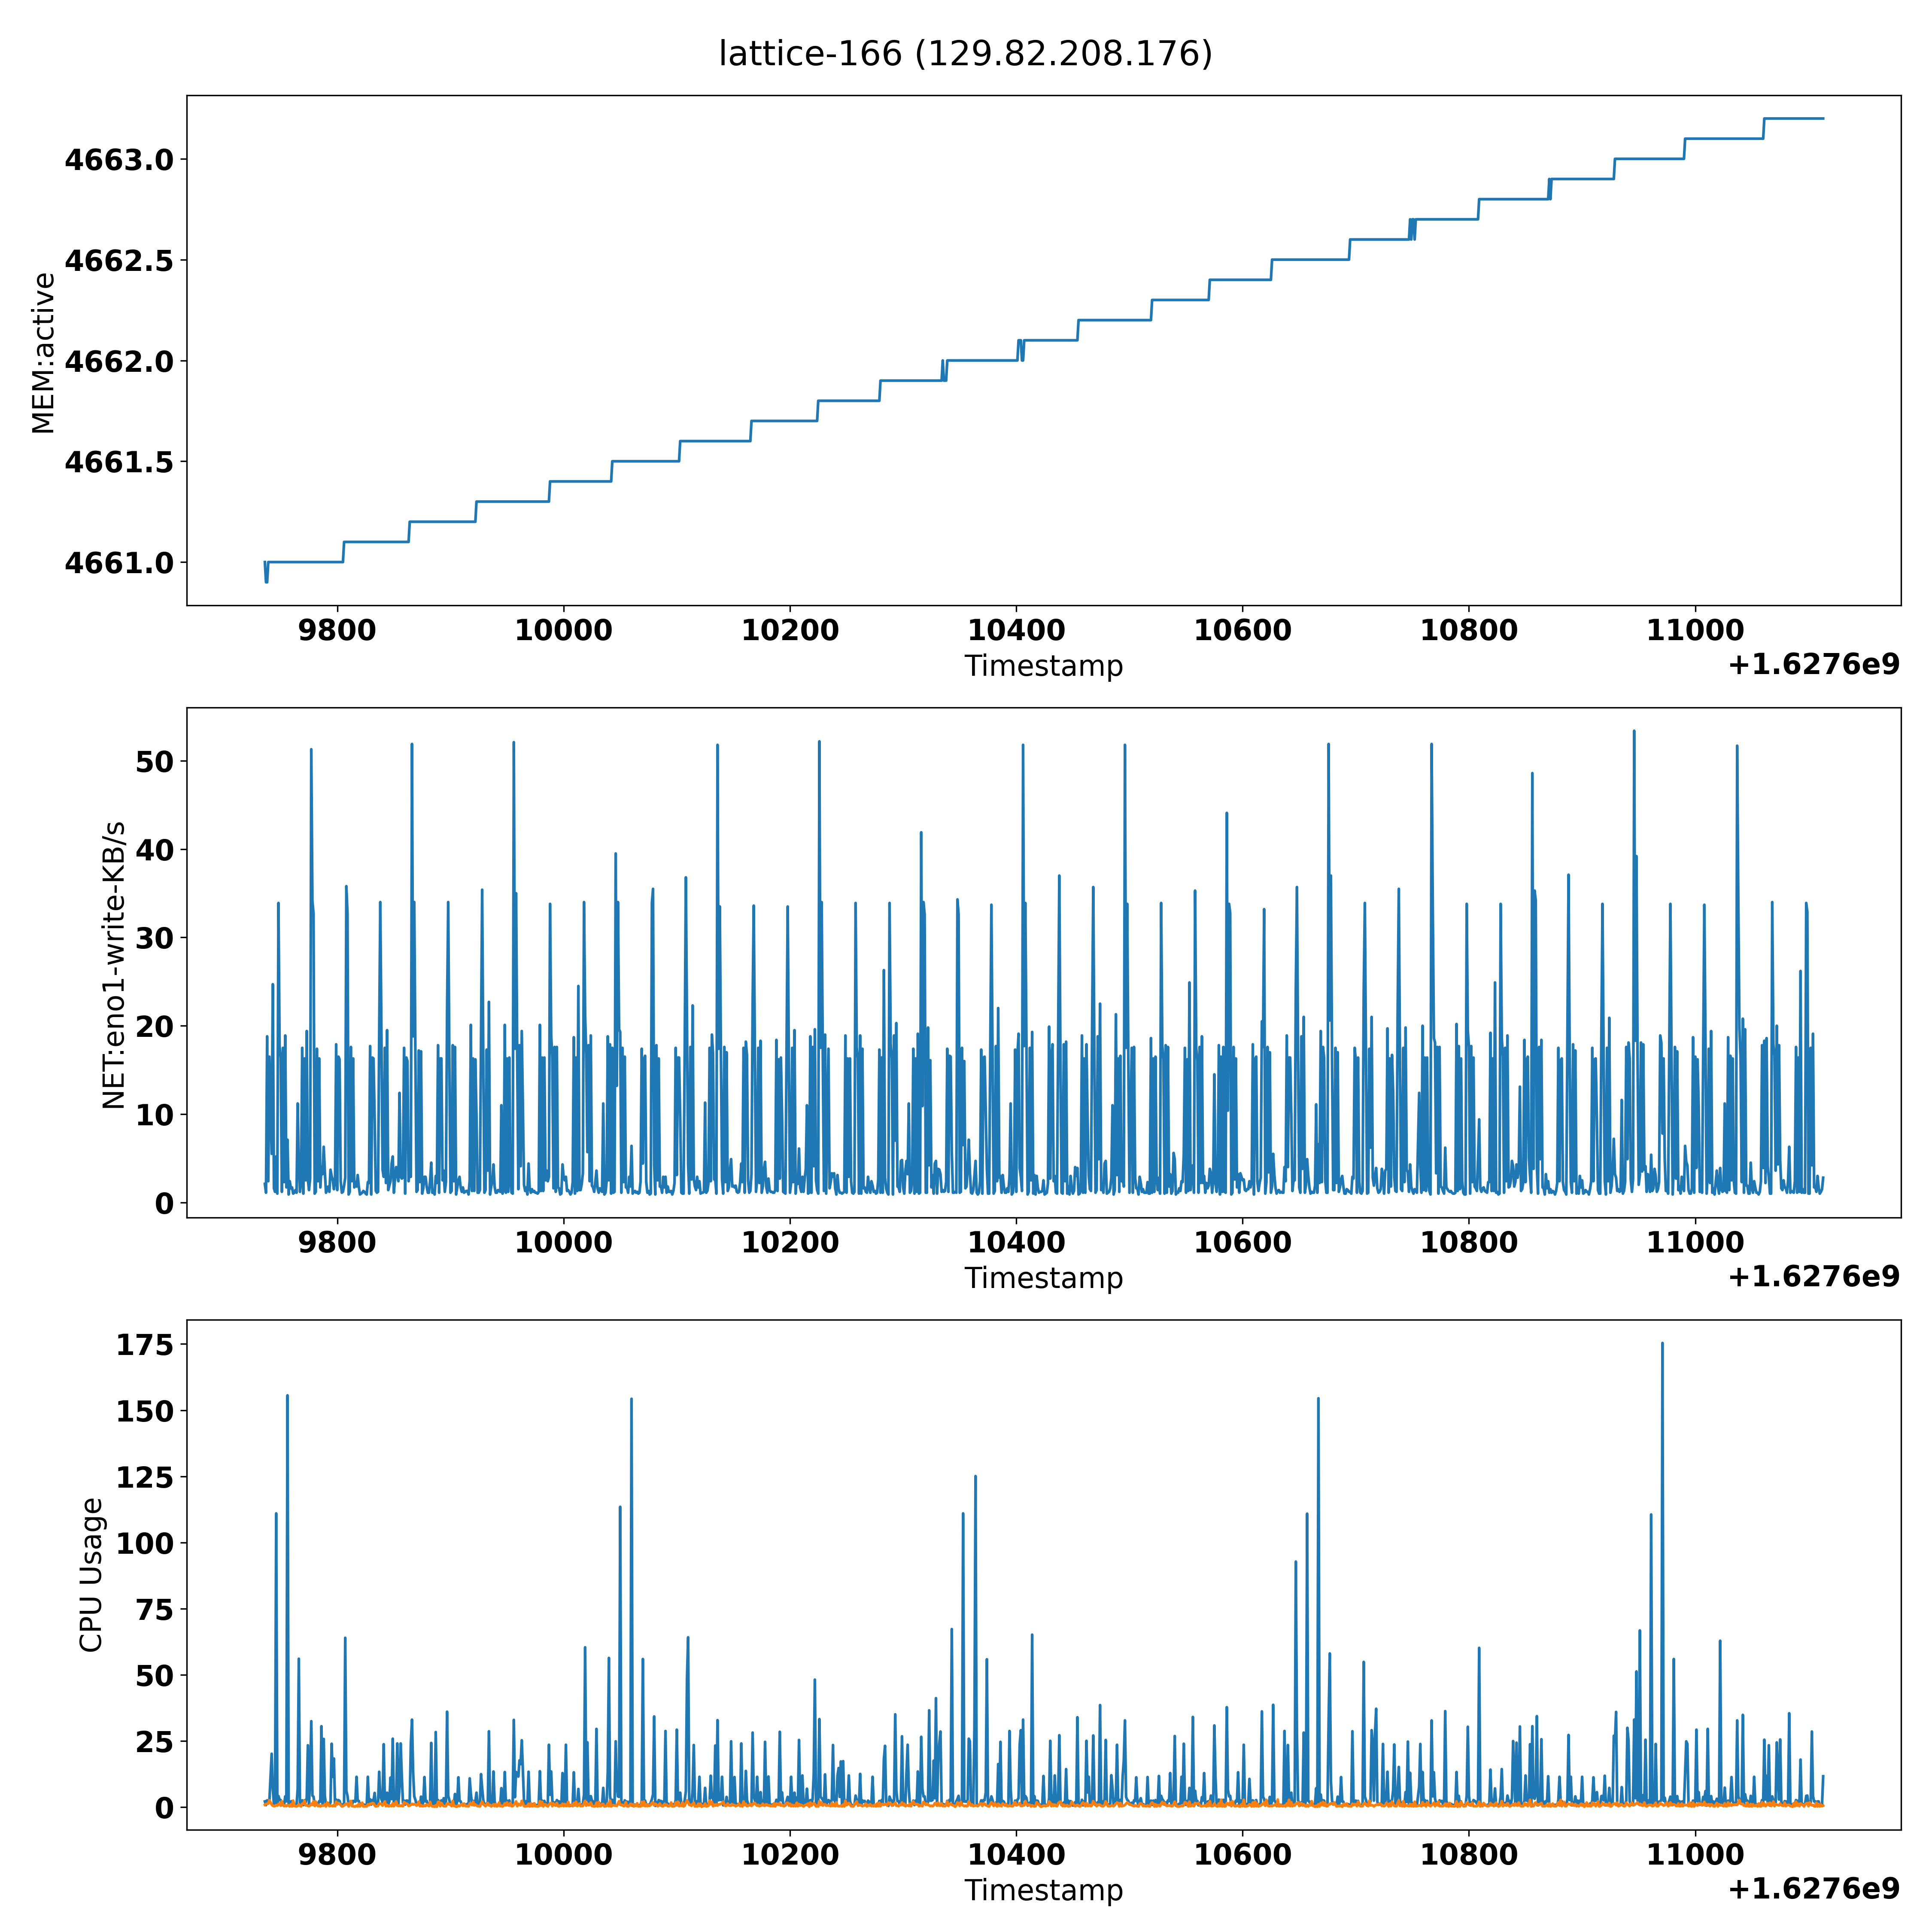 lattice-166 (129.82.208.176)
MEM:active
4663.0
4662.5
4662.0
4661.5
4661.0
9800 10000 10200 10400 10600 10800 11000
Timestamp
+1.6276e9
NET:eno1-write-KB/s
50
40
30
20
10
0
9800 10000 10200 10400 10600 10800 11000
Timestamp
+1.6276e9
CPU Usage
175
150
125
100
75
50
25
0
9800 10000 10200 10400 10600 10800 11000
Timestamp
+1.6276e9